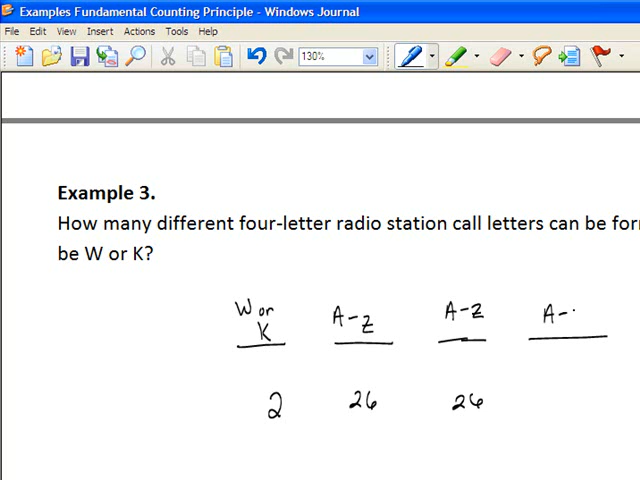 Examples Fundamental Counting Principle - Windows Journal
File Edit View Insert Actions Tools Help
130%
Example 3.
How many different four-letter radio station call letters can be for
be W or K?
W or A-Z A-Z A-
K
2 26 26